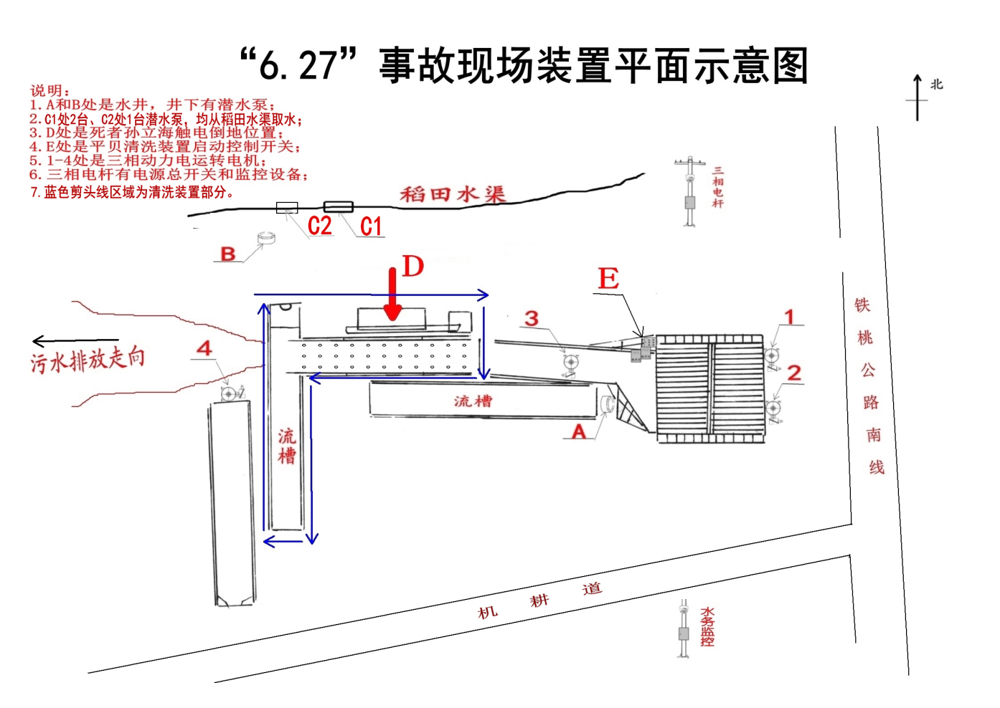 “6.27”事故现场装置平面示意图
北
说明：
1.A和B处是水井，井下有潜水泵；
2.C1处2台、C2处1台潜水泵，均从稻田水渠取水；
3.D处是死者孙立海触电倒地位置；
4.E处是平贝清洗装置启动控制开关；
5.1-4处是三相动力电运转电机；
6.三相电杆有电源总开关和监控设备；
7.蓝色剪头线区域为清洗装置部分。
三相电杆
稻田水渠
C2
C1
B
D
E
铁桃公路南线
3
1
4
污水排放走向
2
流槽
A
流槽
机耕道
水务监控